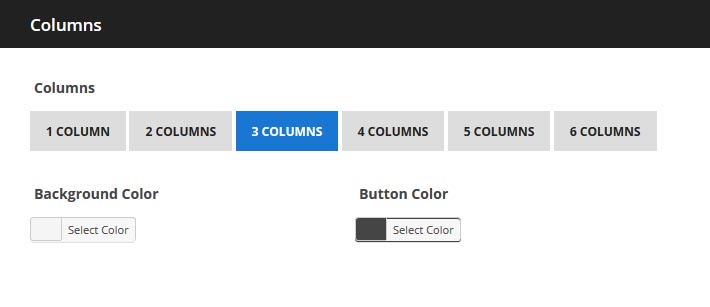 Columns
Columns
1 COLUMN 2 COLUMNS 3 COLUMNS 4 COLUMNS 5 COLUMNS 6 COLUMNS
Background Color Button Color
Select Color Select Color